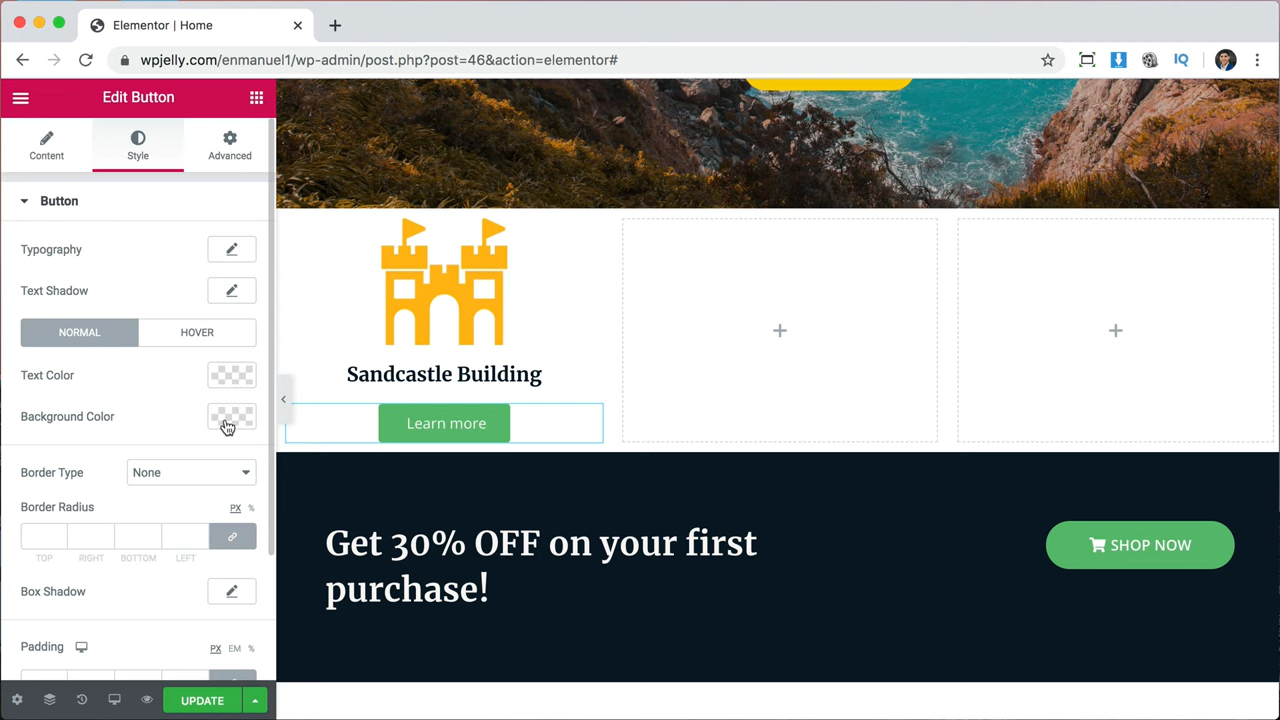 Elementor | Home
wpjelly.com/enmanuel1/wp-admin/post.php?post=46&action=elementor#
IQ
Edit Button
Content
Style
Advanced
Button
Typography
Text Shadow
NORMAL
HOVER
Text Color
Background Color
Border Type
None
Border Radius
PX
%
TOP
RIGHT
BOTTOM
LEFT
Box Shadow
Padding
PX
EM
%
UPDATE
Sandcastle Building
Learn more
Get 30% OFF on your first
purchase!
SHOP NOW